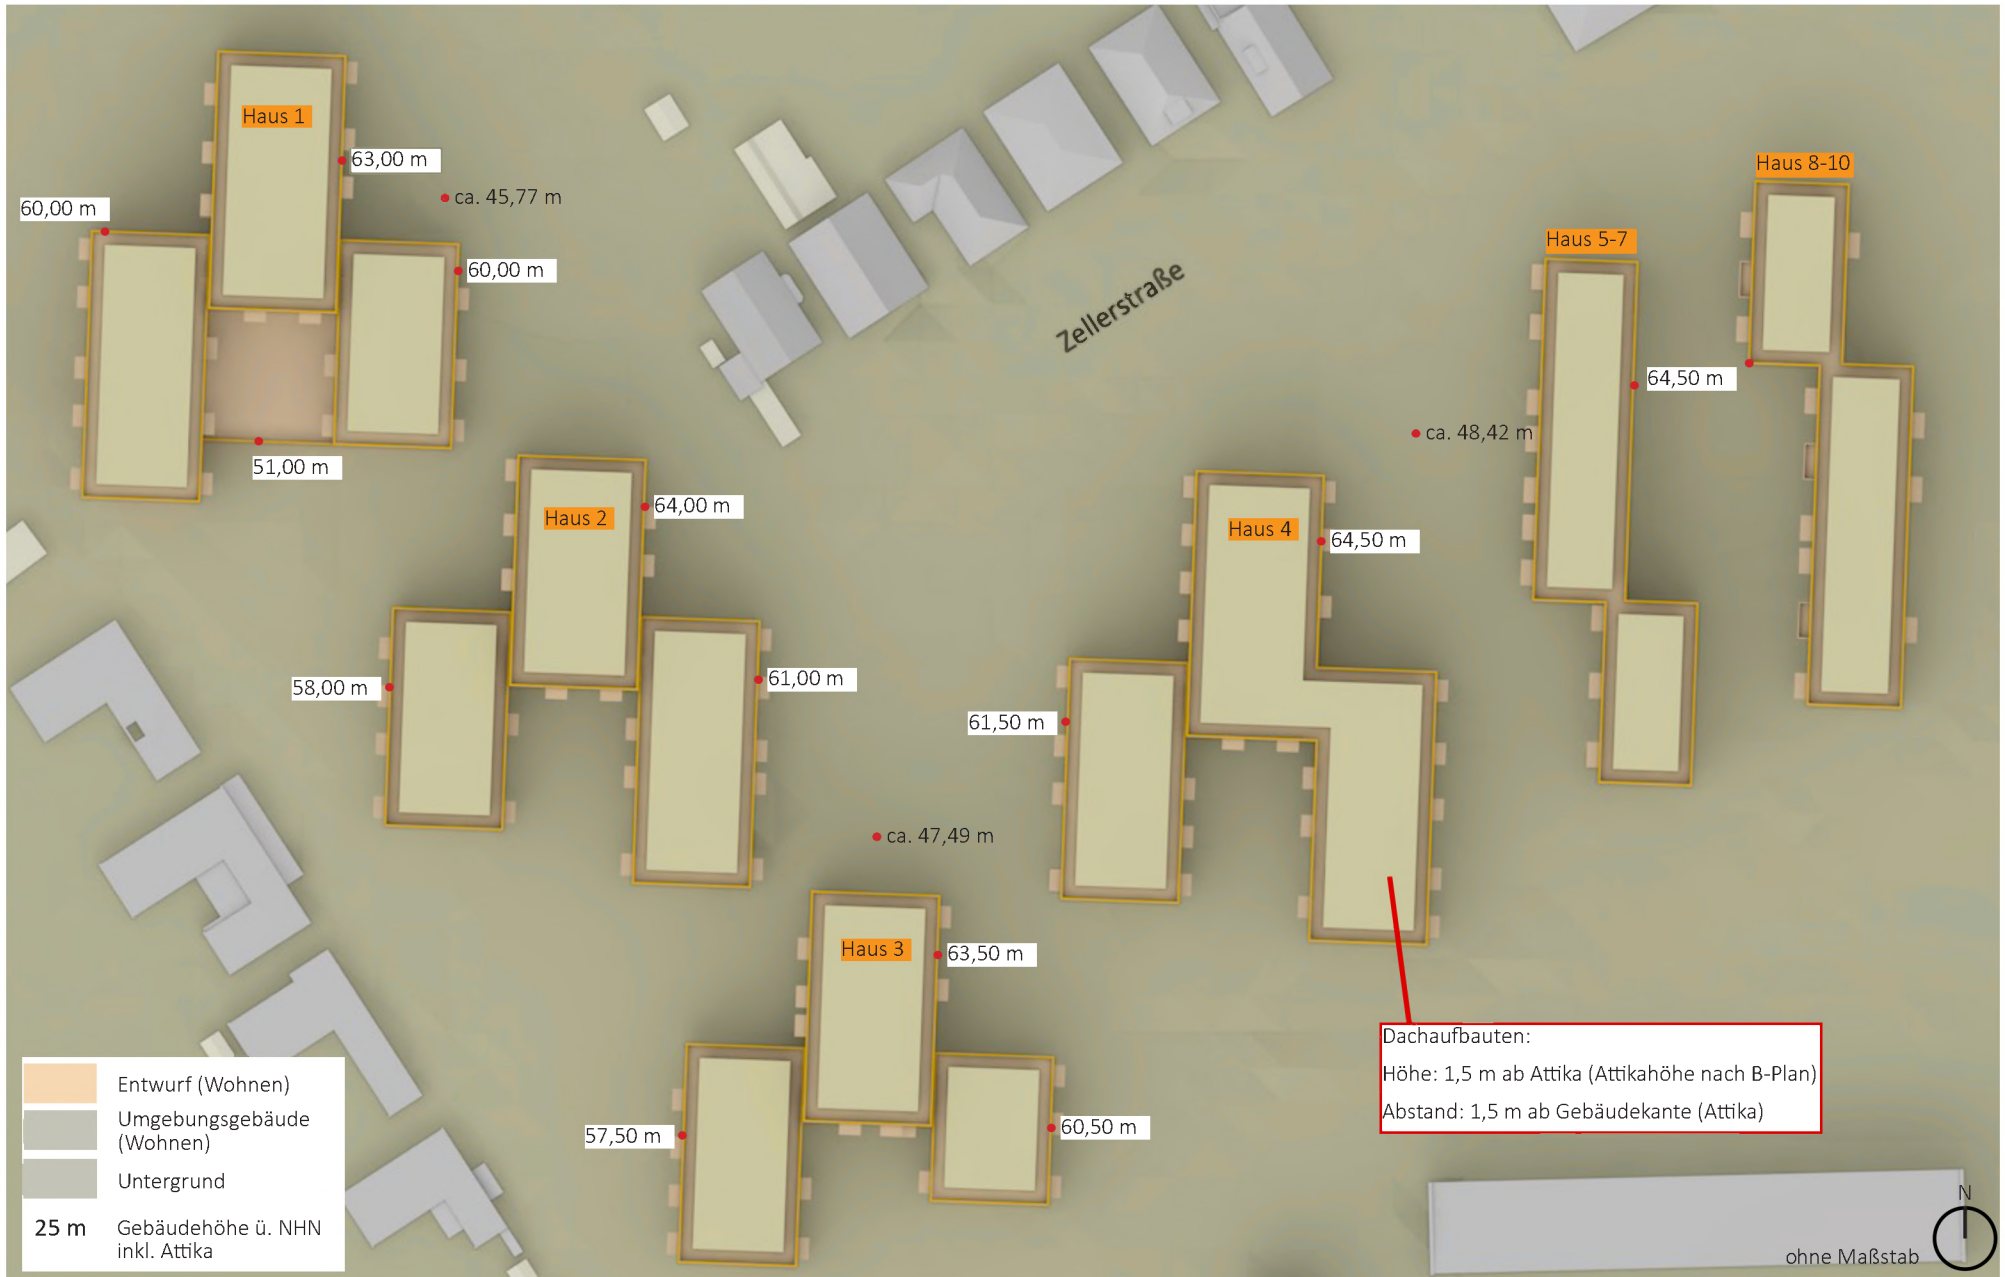 Haus 1
63,00 m
ca. 45,77 m
60,00 m
60,00 m
51,00 m
Zellerstraße
Haus 8-10
Haus 5-7
64,50 m
ca. 48,42 m
Haus 2
64,00 m
58,00 m
61,00 m
Haus 4
64,50 m
61,50 m
ca. 47,49 m
Haus 3
63,50 m
57,50 m
60,50 m
Dachaufbauten:
Höhe: 1,5 m ab Attika (Attikahöhe nach B-Plan)
Abstand: 1,5 m ab Gebäudekante (Attika)
Entwurf (Wohnen)
Umgebungsgebäude
(Wohnen)
Untergrund
25 m Gebäudehöhe ü. NHN
inkl. Attika
N
ohne Maßstab